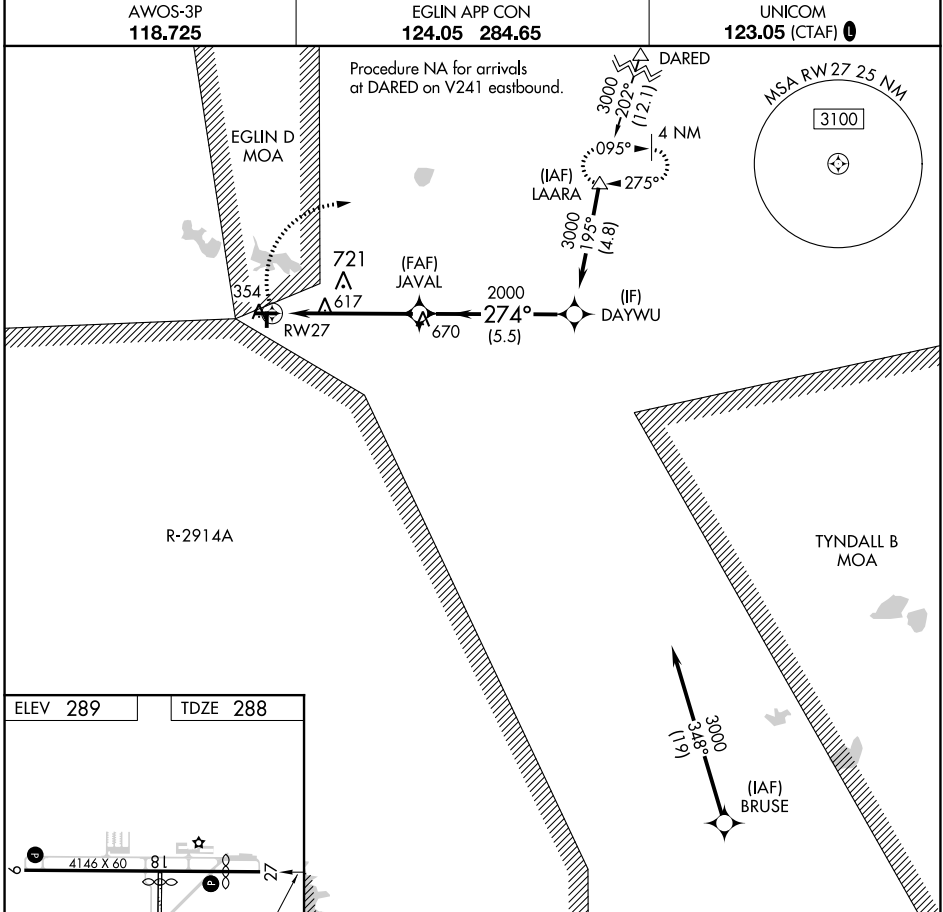 AWOS-3P
118.725
EGLIN APP CON
124.05 284.65
UNICOM
123.05 (CTAF) L
Procedure NA for arrivals
at DARED on V241 eastbound.
DARED
3000
202°
(12.1)
MSA RW 27 25 NM
3100
EGLIN D
MOA
4 NM
095°
275°
(IAF)
LAARA
3000
195°
(4.8)
721
354
617
RW27
(FAF)
JAVAL
670
2000
274°
(5.5)
(IF)
DAYWU
R-2914A
TYNDALL B
MOA
3000
348°
(19)
(IAF)
BRUSE
ELEV 289
TDZE 288
P
9
4146 X 60
18
P
27